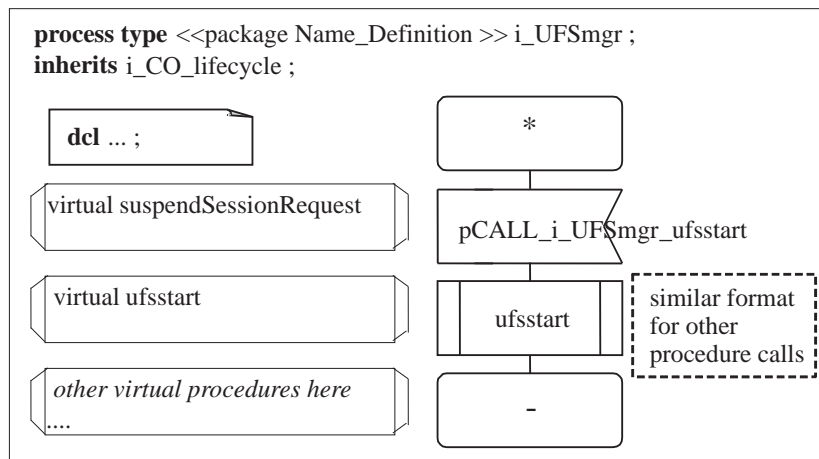 process type <<package Name_Definition >> i_UFSmgr ;
inherits i_CO_lifecycle ;
dcl ... ;
virtual suspendSessionRequest
virtual ufsstart
other virtual procedures here
....
*
pCALL_i_UFSmgr_ufsstart
ufsstart
-
similar format
for other
procedure calls